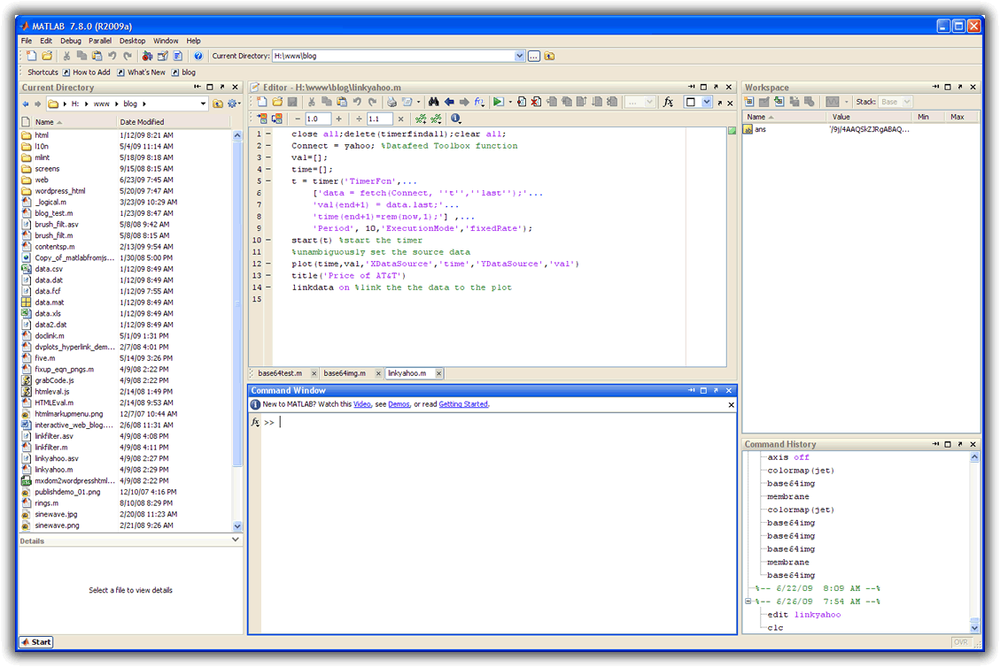 MATLAB 7.8.0 (R2009a)
File Edit Debug Parallel Desktop Window Help
Current Directory: H:\www\blog
Shortcuts How to Add What's New blog
Current Directory
H: www blog
Name Date Modified
html 1/12/09 8:21 AM
l10n 5/4/09 11:14 AM
mlint 5/18/09 8:18 AM
screens 9/15/08 8:15 AM
web 6/23/09 7:45 AM
wordpress_html 5/20/09 7:47 AM
_logical.m 3/23/09 10:29 AM
blog_test.m 1/23/09 8:47 AM
brush_filt.asv 5/8/08 9:42 AM
brush_filt.m 5/8/08 8:15 AM
contentsp.m 2/13/09 9:54 AM
Copy_of_matlabfromjs... 1/30/08 5:00 PM
data.csv 1/12/09 8:49 AM
data.dat 1/12/09 8:49 AM
data.fcf 1/12/09 7:55 AM
data.mat 1/12/09 8:49 AM
data.xls 1/12/09 8:49 AM
data2.dat 1/12/09 8:49 AM
doclink.m 5/1/09 1:31 PM
dvplots_hyperlink_dem... 2/7/08 4:01 PM
five.m 5/14/09 3:26 PM
fixup_eqn_pngs.m 4/9/08 2:22 PM
grabCode.js 4/9/08 2:22 PM
htmleval.js 2/14/08 1:49 PM
HTMLEval.m 2/14/08 9:53 AM
htmlmarkupmenu.png 12/7/07 10:44 AM
interactive_web_blog.... 2/6/08 11:31 AM
linkfilter.asv 4/9/08 4:08 PM
linkfilter.m 4/9/08 4:11 PM
linkyahoo.asv 4/9/08 2:27 PM
linkyahoo.m 4/9/08 2:29 PM
mxdom2wordpresshtml... 4/9/08 2:22 PM
publishdemo_01.png 12/10/07 4:16 PM
rings.m 8/10/08 8:29 PM
sinewave.jpg 2/20/08 11:23 AM
sinewave.png 2/21/08 9:26 AM
Details
Select a file to view details
Start
Editor - H:\www\blog\linkyahoo.m
1.0 1.1
1 close all;delete(timerfindall);clear all;
2 Connect = yahoo; %Datafeed Toolbox function
3 val=[];
4 time=[];
5 t = timer('TimerFcn',...
6 ['data = fetch(Connect, ''t'',''last'');'...
7 'val(end+1) = data.last;'...
8 'time(end+1)=rem(now,1);'] ,...
9 'Period', 10,'ExecutionMode','fixedRate');
10 start(t) %start the timer
11 %unambiguously set the source data
12 plot(time,val,'XDataSource','time','YDataSource','val')
13 title('Price of AT&T')
14 linkdata on %link the the data to the plot
15
base64test.m base64img.m linkyahoo.m
Command Window
New to MATLAB? Watch this Video, see Demos, or read Getting Started.
fx >>
Workspace
Stack: Base
Name Value Min Max
ans '/9j/4AAQSkZJRgABAQ...
Command History
axis off
colormap(jet)
base64img
membrane
colormap(jet)
base64img
base64img
base64img
membrane
base64img
%-- 6/22/09 8:09 AM --%
%-- 6/26/09 7:54 AM --%
edit linkyahoo
clc
OVR